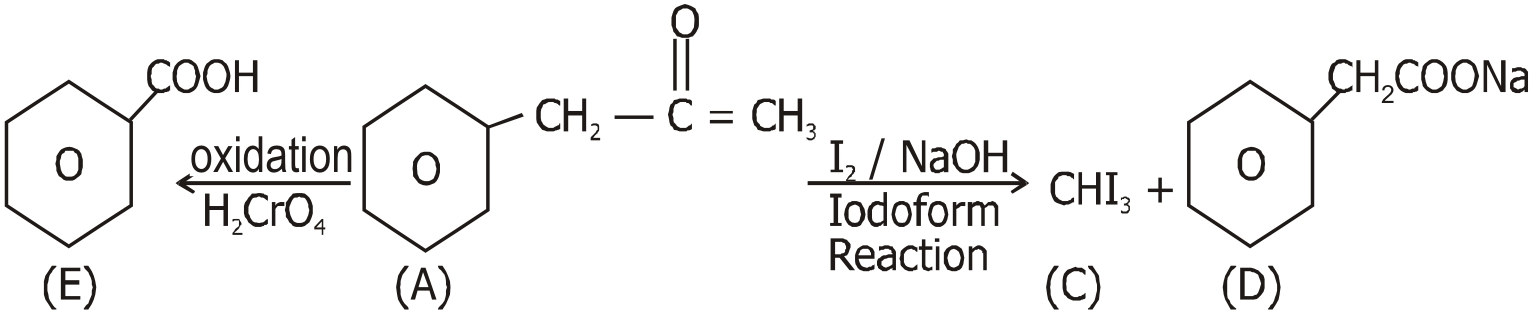 O
COOH
CH₂COONa
O
oxidation
O
CH₂ — C = CH₃
I₂ / NaOH
O
H₂CrO₄
Iodoform
CHI₃ +
Reaction
(E)
(A)
(C)
(D)